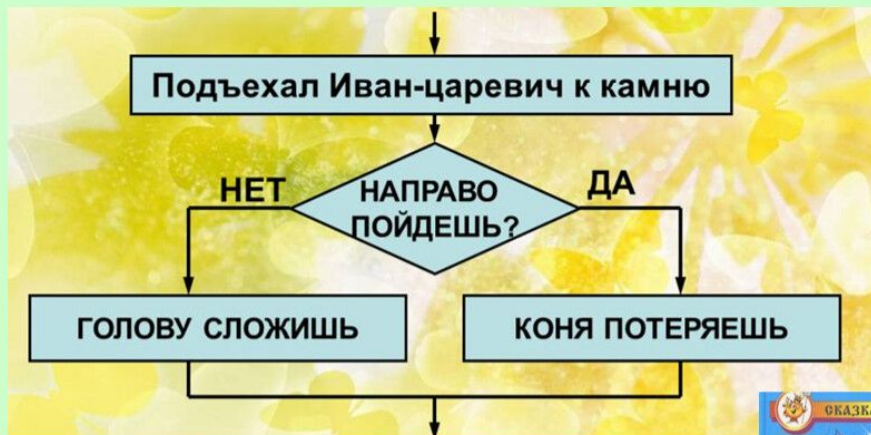 Подъехал Иван-царевич к камню
НЕТ
НАПРАВО
ПОЙДЕШЬ?
ДА
ГОЛОВУ СЛОЖИШЬ
КОНЯ ПОТЕРЯЕШЬ